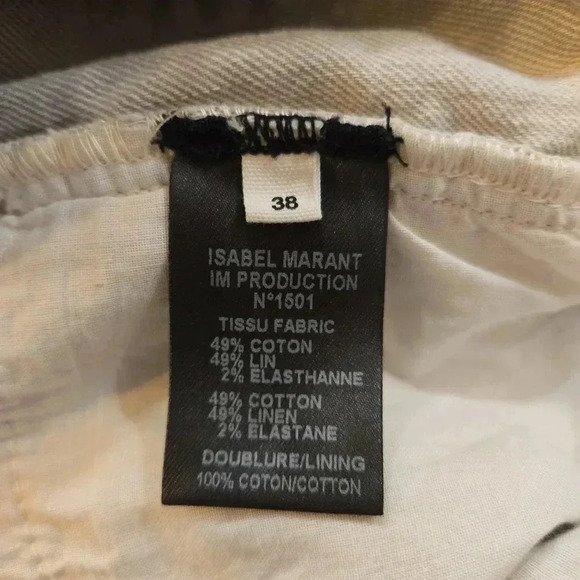 38
ISABEL MARANT
IM PRODUCTION
N°1501
TISSU FABRIC
49% COTON
49% LIN
2% ELASTHANNE
49% COTTON
49% LINEN
2% ELASTANE
DOUBLURE/LINING
100% COTON/COTTON